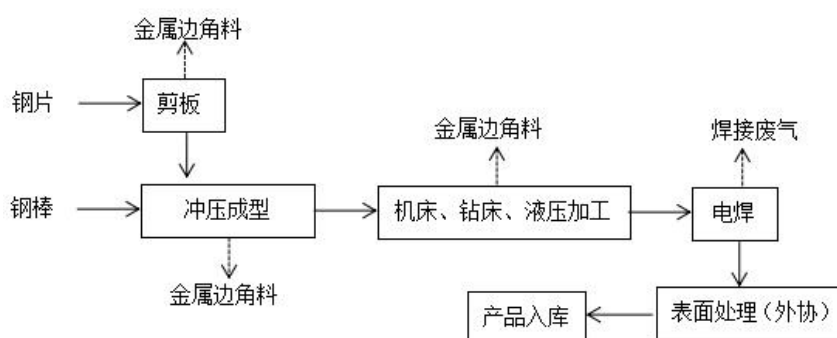 金属边角料
钢片
剪板
金属边角料
焊接废气
钢棒
冲压成型
机床、钻床、液压加工
电焊
金属边角料
产品入库
表面处理(外协)